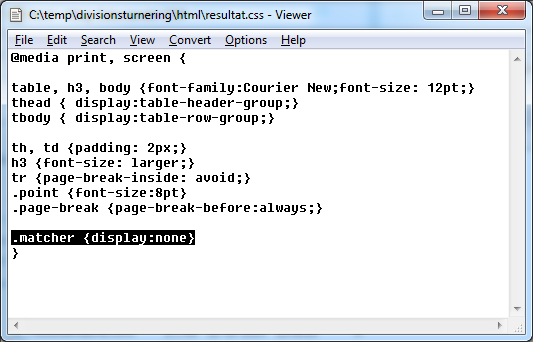 C:\temp\divisionsturnering\html\resultat.css - Viewer
File Edit Search View Convert Options Help
@media print, screen {
table, h3, body {font-family:Courier New;font-size: 12pt;}
thead { display:table-header-group;}
tbody { display:table-row-group;}
th, td {padding: 2px;}
h3 {font-size: larger;}
tr {page-break-inside: avoid;}
.point {font-size:8pt}
.page-break {page-break-before:always;}
.matcher {display:none}
}